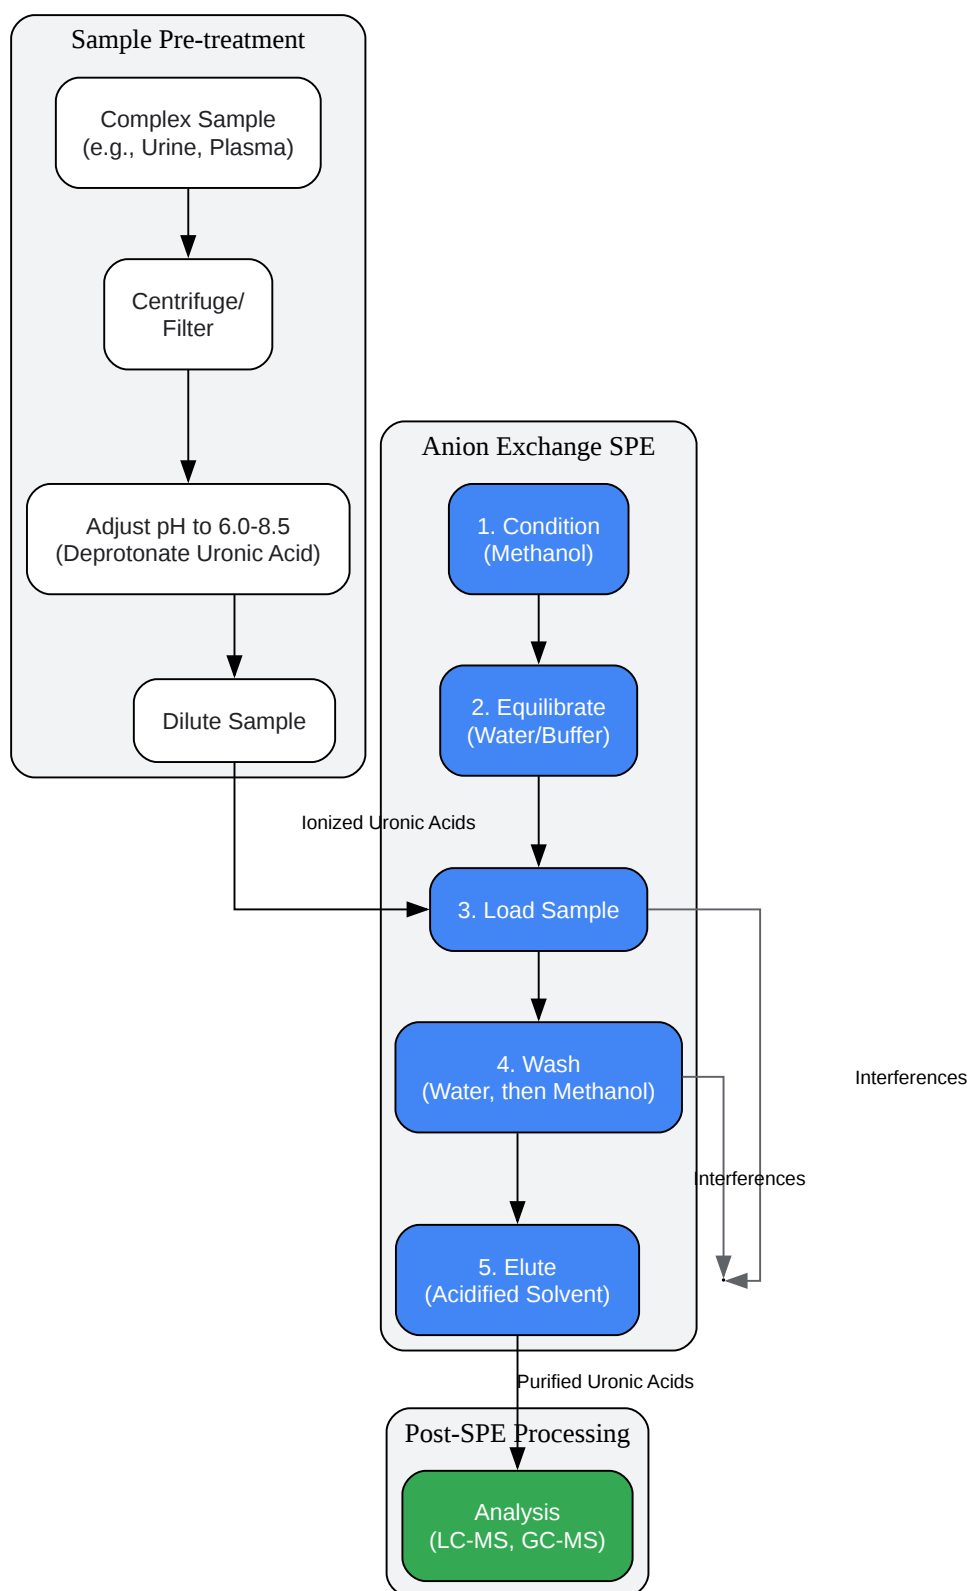 Sample Pre-treatment
Complex Sample
(e.g., Urine, Plasma)
Centrifuge/
Filter
Adjust pH to 6.0-8.5
(Deprotonate Uronic Acid)
Dilute Sample
Ionized Uronic Acids
Anion Exchange SPE
1. Condition
(Methanol)
2. Equilibrate
(Water/Buffer)
3. Load Sample
4. Wash
(Water, then Methanol)
Interferences
Interferences
5. Elute
(Acidified Solvent)
Purified Uronic Acids
Post-SPE Processing
Analysis
(LC-MS, GC-MS)